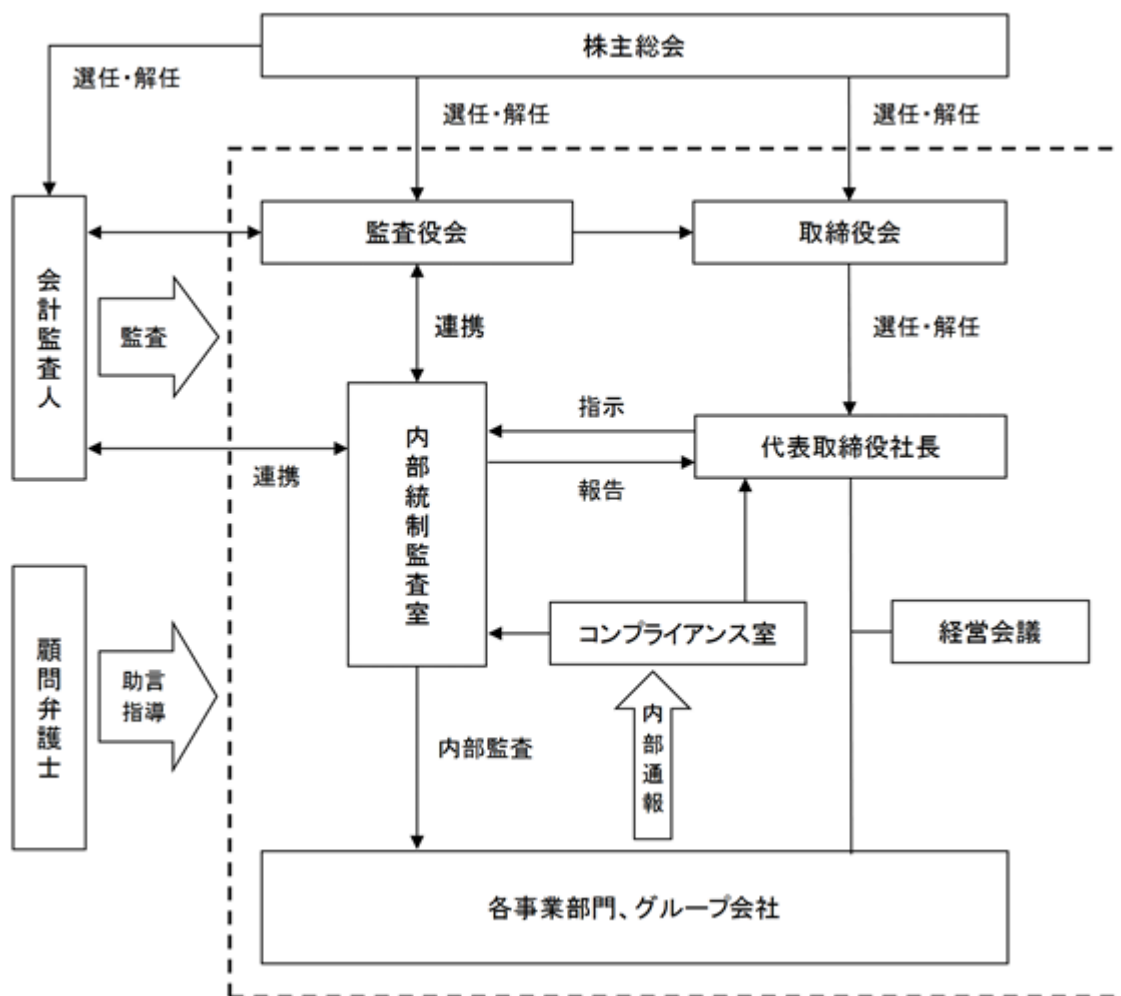 株主総会
選任・解任
選任・解任
選任・解任
監査役会
取締役会
会計監査人
監査
連携
選任・解任
指示
代表取締役社長
内部統制監査室
連携
報告
顧問弁護士
助言
指導
コンプライアンス室
経営会議
内部通報
内部監査
各事業部門、グループ会社